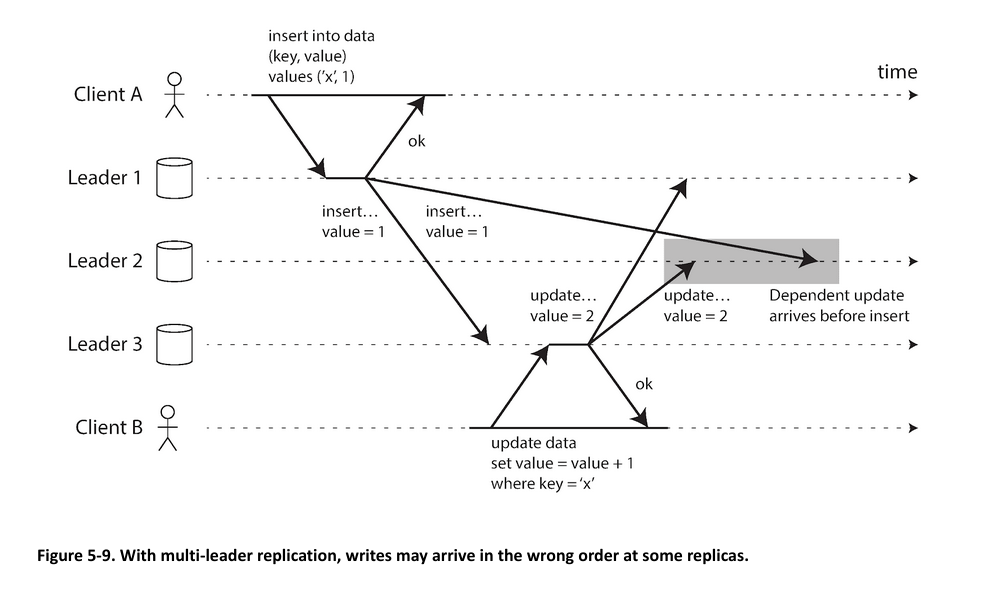 insert into data
(key, value)
values (‘x’, 1)
time
Client A
ok
Leader 1
insert…
value = 1
insert…
value = 1
Leader 2
update…
value = 2
update…
value = 2
Dependent update
arrives before insert
Leader 3
ok
Client B
update data
set value = value + 1
where key = ‘x’
Figure 5-9. With multi-leader replication, writes may arrive in the wrong order at some replicas.